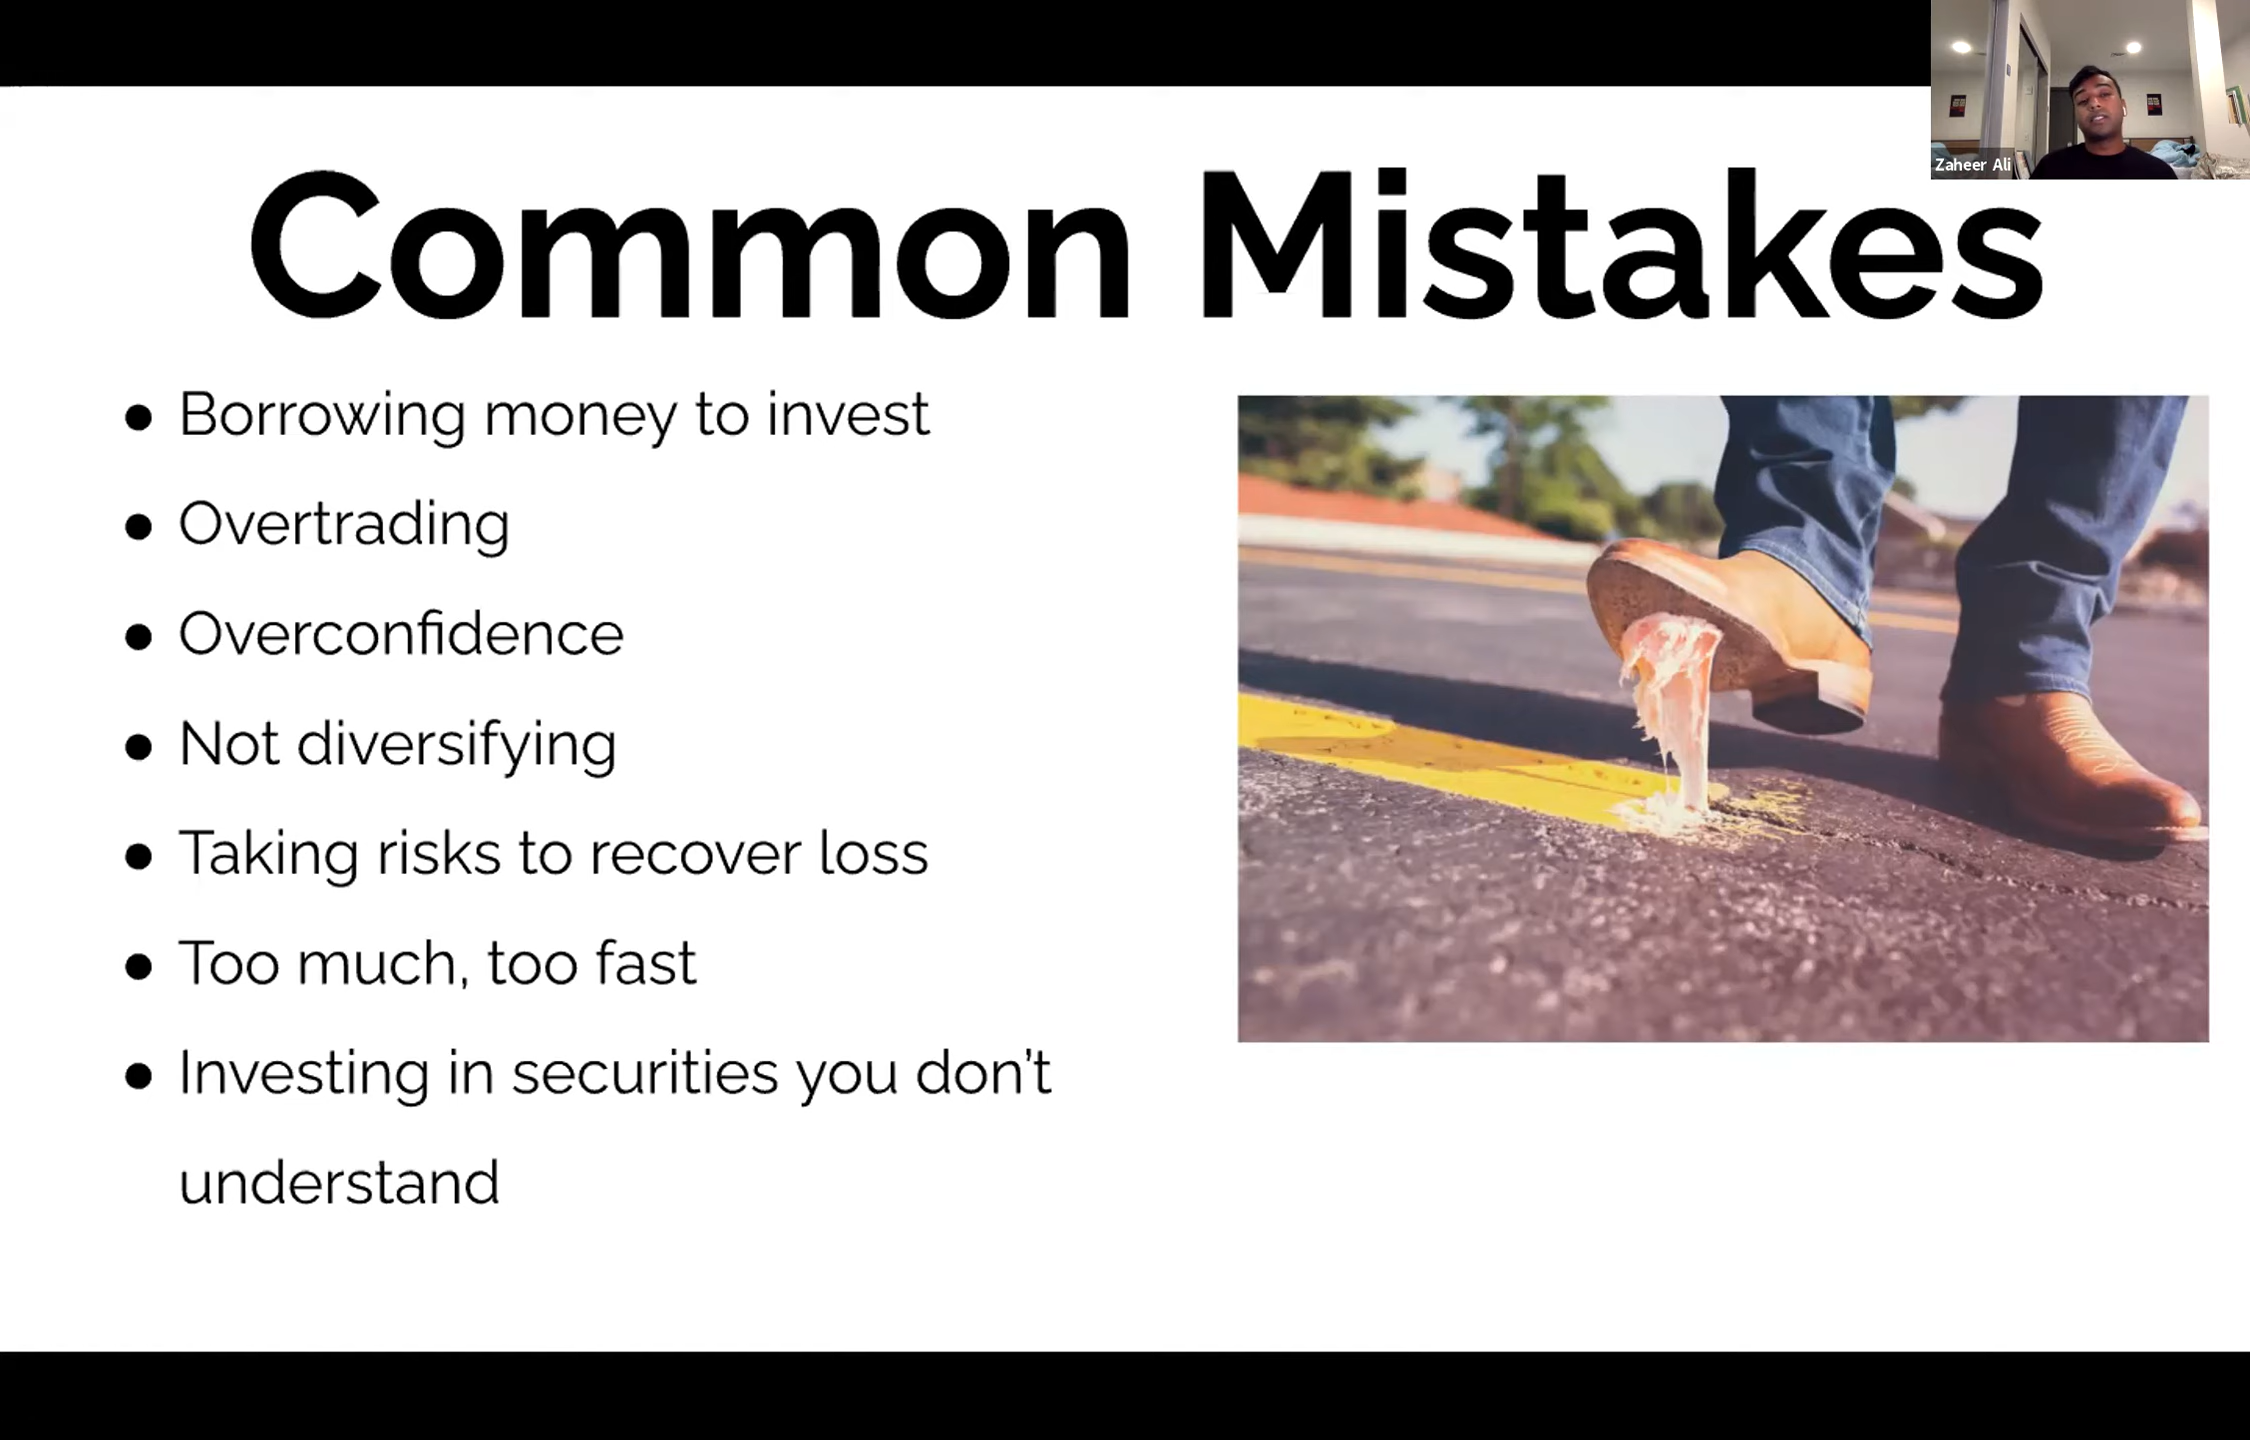 Zaheer Ali
Common Mistakes
● Borrowing money to invest
● Overtrading
● Overconfidence
● Not diversifying
● Taking risks to recover loss
● Too much, too fast
● Investing in securities you don’t
understand